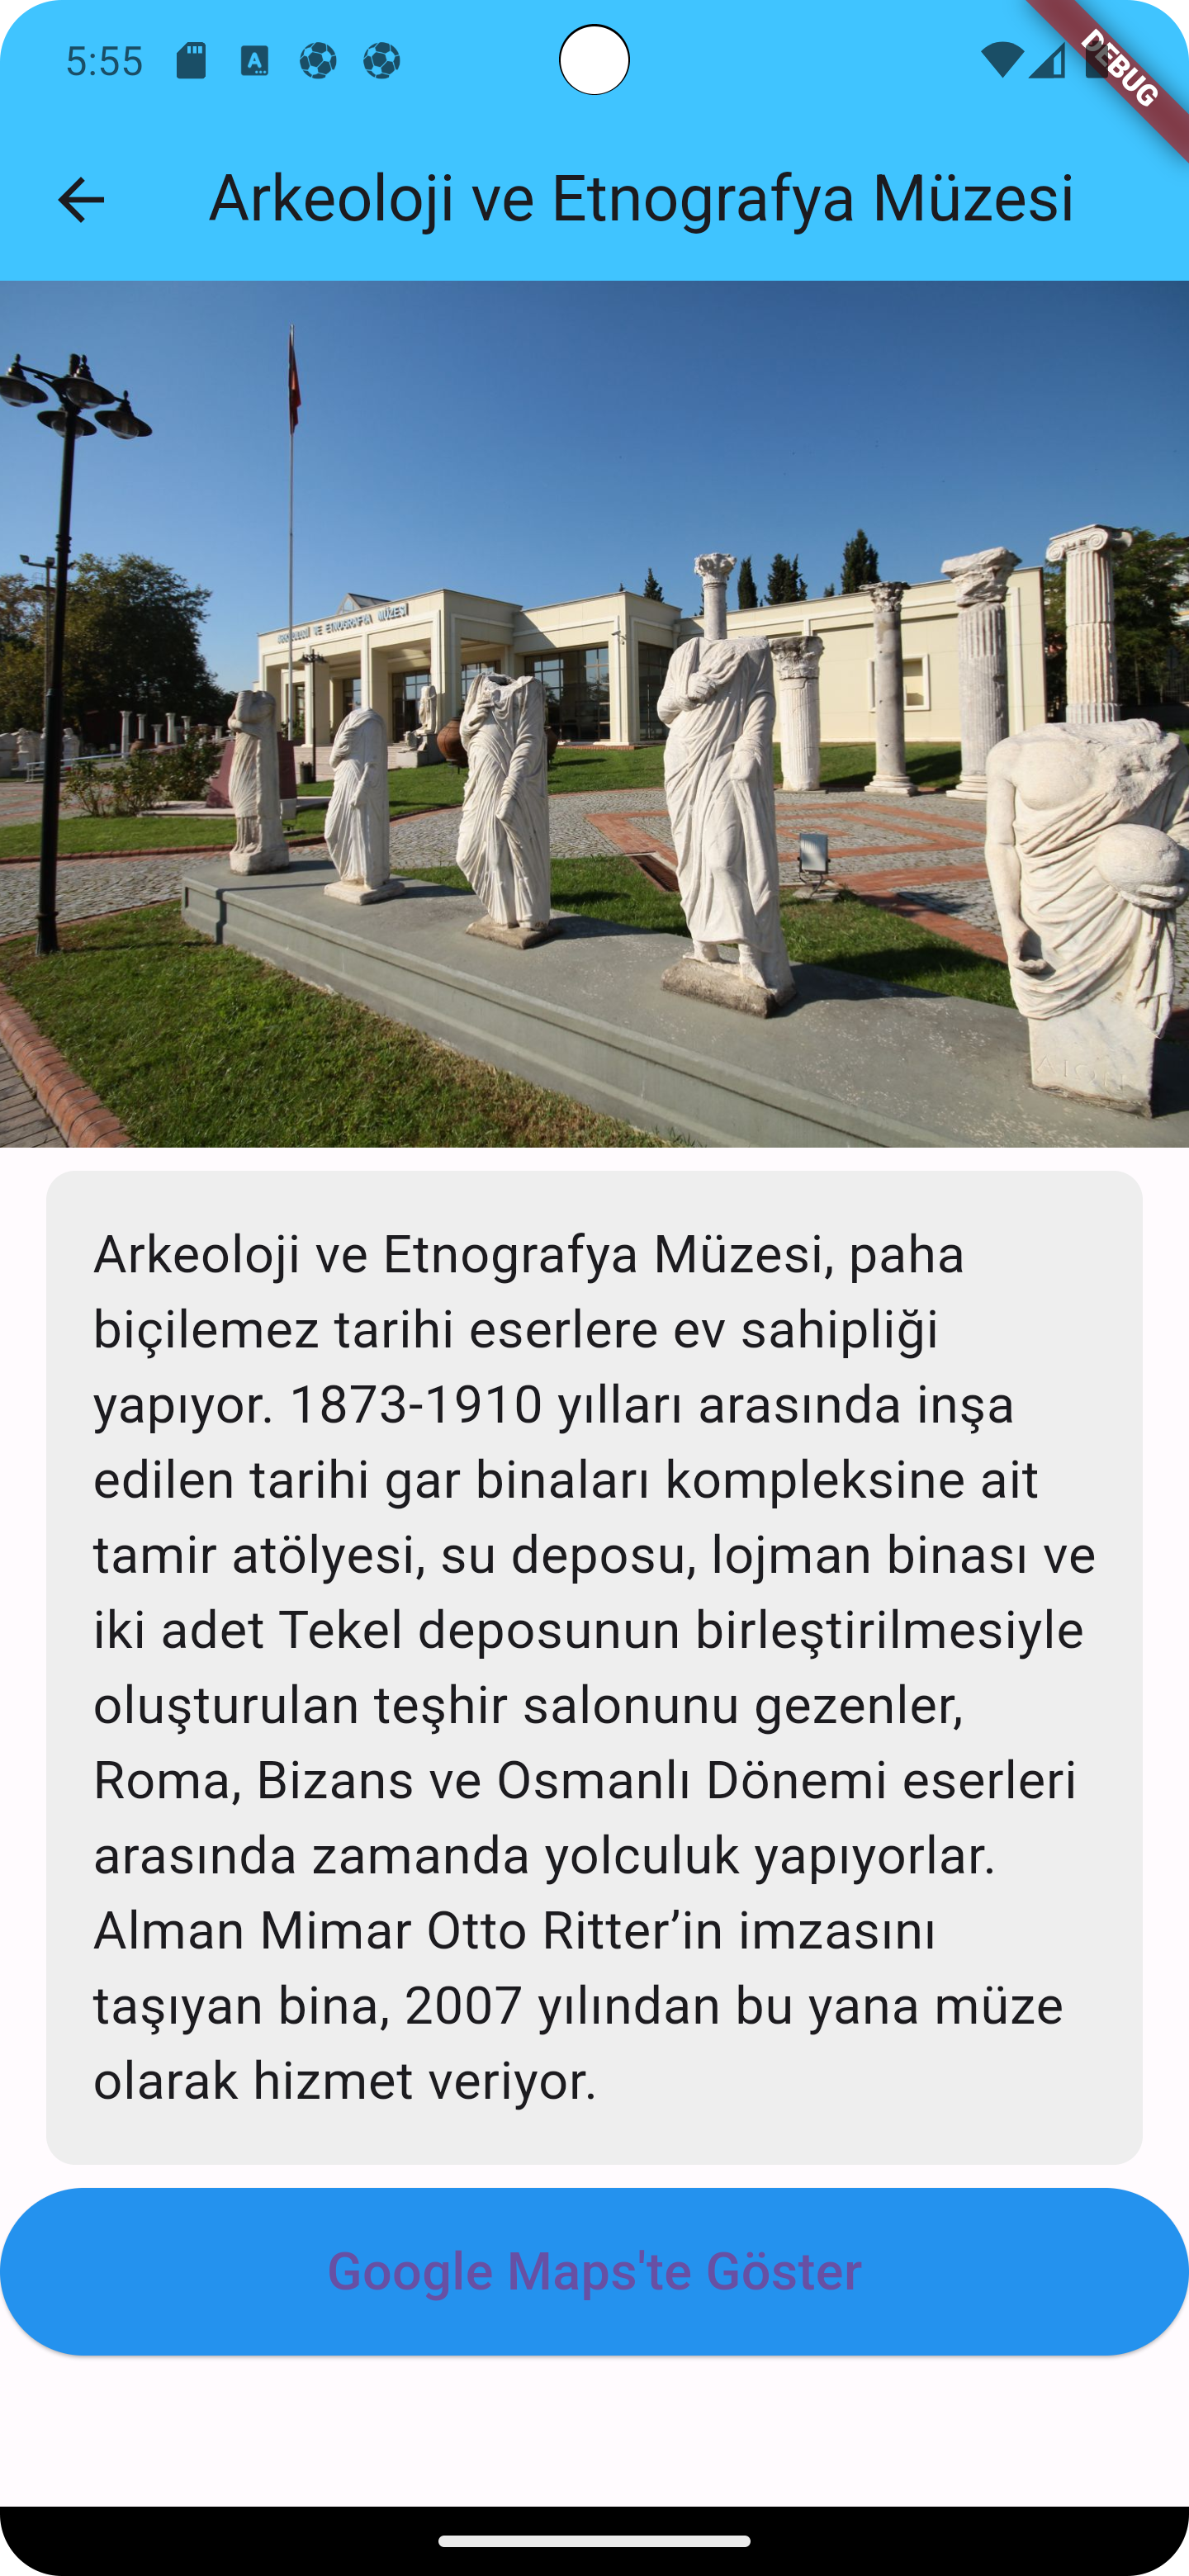 5:55
DEBUG
Arkeoloji ve Etnografya Müzesi
ARKEOLOJİ VE ETNOGRAFYA MÜZESİ
Arkeoloji ve Etnografya Müzesi, paha
biçilemez tarihi eserlere ev sahipliği
yapıyor. 1873-1910 yılları arasında inşa
edilen tarihi gar binaları kompleksine ait
tamir atölyesi, su deposu, lojman binası ve
iki adet Tekel deposunun birleştirilmesiyle
oluşturulan teşhir salonunu gezenler,
Roma, Bizans ve Osmanlı Dönemi eserleri
arasında zamanda yolculuk yapıyorlar.
Alman Mimar Otto Ritter’in imzasını
taşıyan bina, 2007 yılından bu yana müze
olarak hizmet veriyor.
Google Maps'te Göster